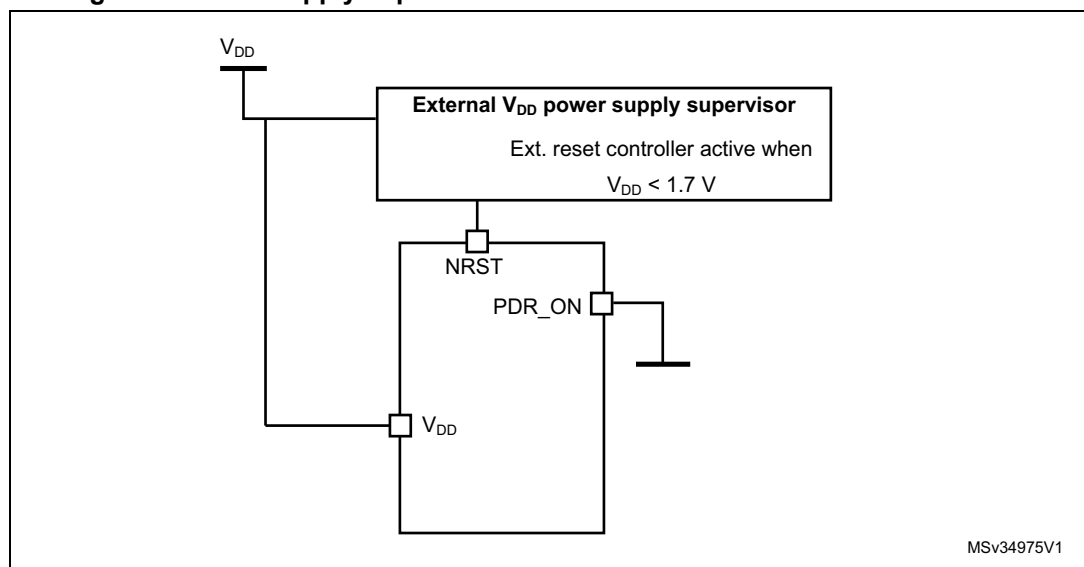 V_DD
External V_DD power supply supervisor
Ext. reset controller active when
V_DD < 1.7 V
NRST
PDR_ON
V_DD
MSv34975V1